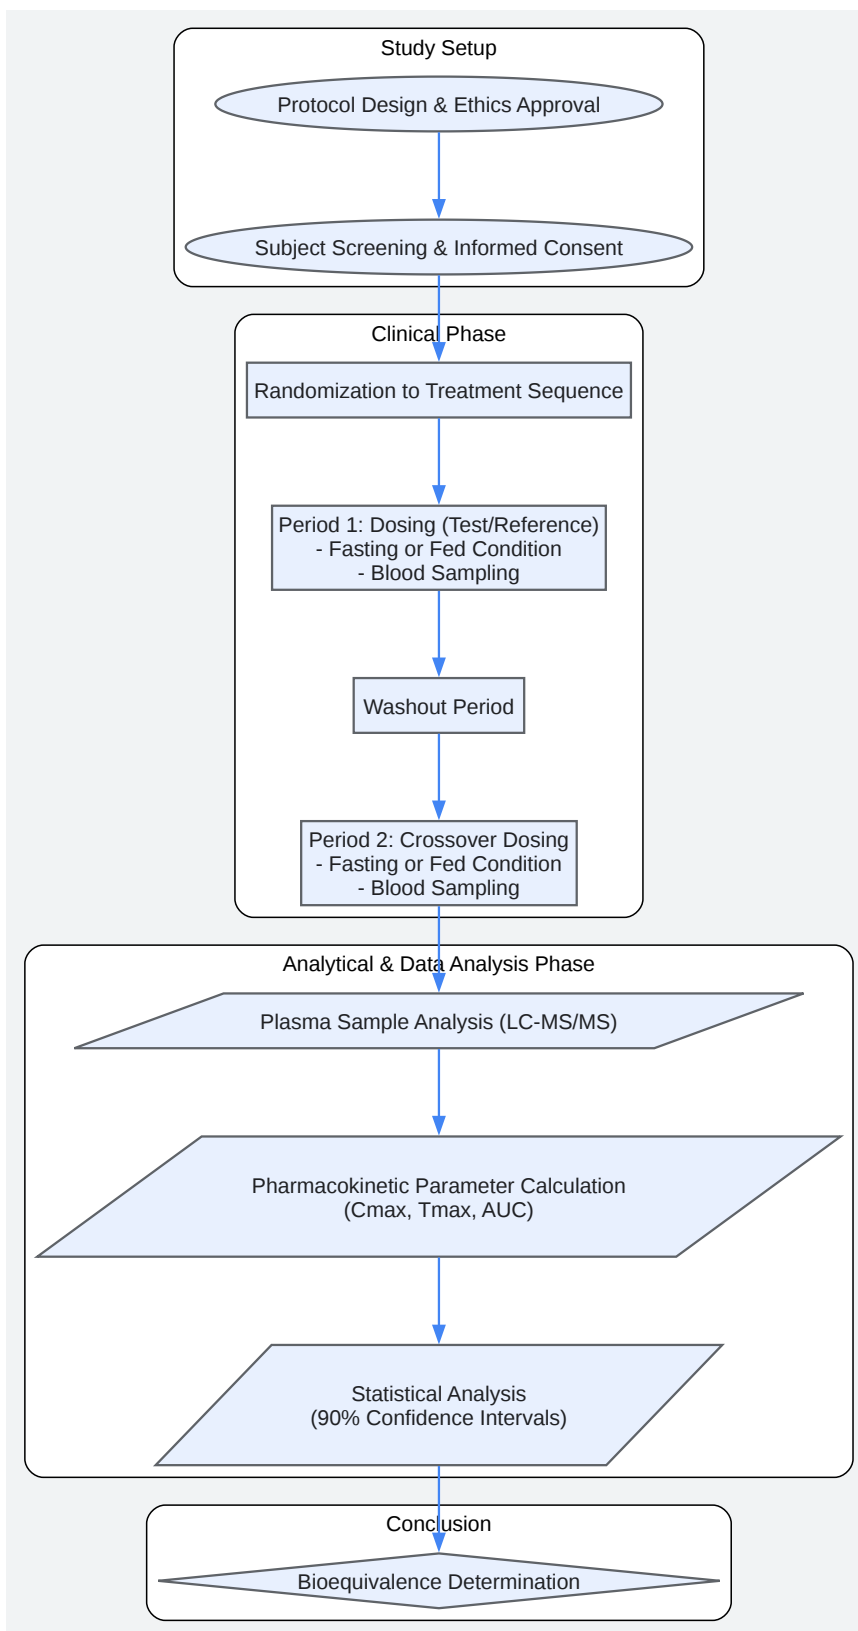 Study Setup
Protocol Design & Ethics Approval
Subject Screening & Informed Consent
Clinical Phase
Randomization to Treatment Sequence
Period 1: Dosing (Test/Reference)
- Fasting or Fed Condition
- Blood Sampling
Washout Period
Period 2: Crossover Dosing
- Fasting or Fed Condition
- Blood Sampling
Analytical & Data Analysis Phase
Plasma Sample Analysis (LC-MS/MS)
Pharmacokinetic Parameter Calculation
(Cmax, Tmax, AUC)
Statistical Analysis
(90% Confidence Intervals)
Conclusion
Bioequivalence Determination